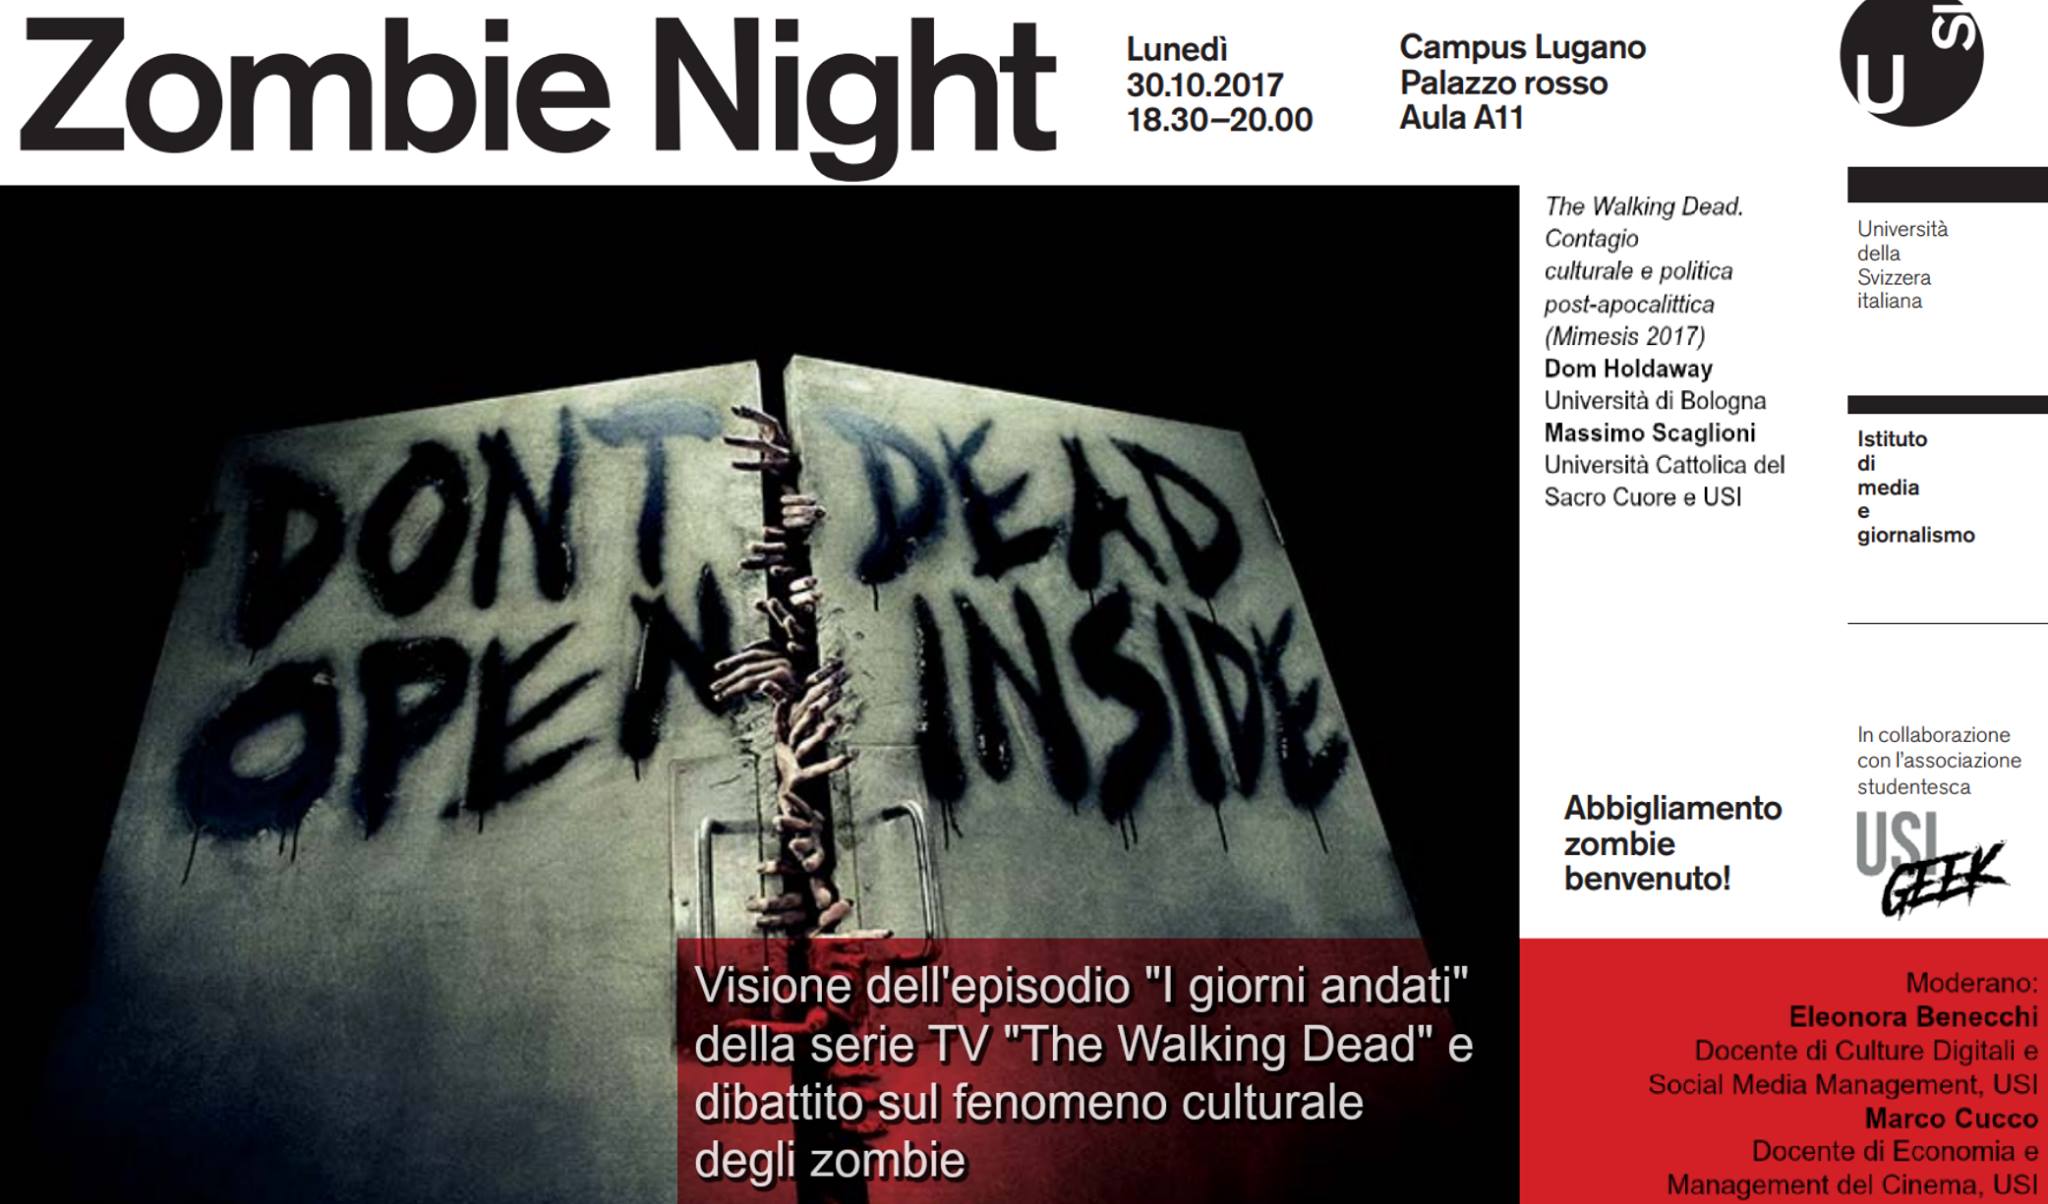 Zombie Night
Lunedì
30.10.2017
18.30–20.00
Campus Lugano
Palazzo rosso
Aula A11
U
SI
The Walking Dead.
Contagio
culturale e politica
post-apocalittica
(Mimesis 2017)
Dom Holdaway
Università di Bologna
Massimo Scaglioni
Università Cattolica del
Sacro Cuore e USI
Università
della
Svizzera
italiana
Istituto
di
media
e
giornalismo
DONT DEAD
OPEN INSIDE
In collaborazione
con l'associazione
studentesca
USI
GEEK
Abbigliamento
zombie
benvenuto!
Visione dell'episodio "I giorni andati"
della serie TV "The Walking Dead" e
dibattito sul fenomeno culturale
degli zombie
Moderano:
Eleonora Benecchi
Docente di Culture Digitali e
Social Media Management, USI
Marco Cucco
Docente di Economia e
Management del Cinema, USI